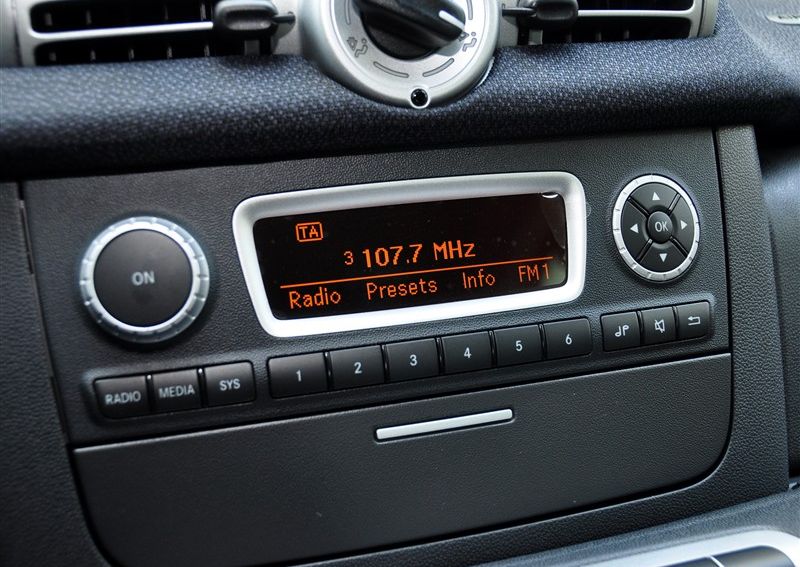 TA
3 107.7 MHz
Radio Presets Info FM1
ON
OK
RADIO MEDIA SYS
1 2 3 4 5 6